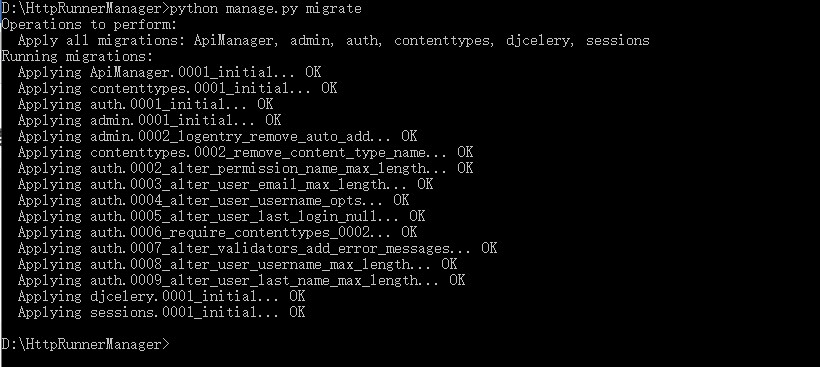 D:\HttpRunnerManager>python manage.py migrate
Operations to perform:
  Apply all migrations: ApiManager, admin, auth, contenttypes, djcelery, sessions
Running migrations:
  Applying ApiManager.0001_initial... OK
  Applying contenttypes.0001_initial... OK
  Applying auth.0001_initial... OK
  Applying admin.0001_initial... OK
  Applying admin.0002_logentry_remove_auto_add... OK
  Applying contenttypes.0002_remove_content_type_name... OK
  Applying auth.0002_alter_permission_name_max_length... OK
  Applying auth.0003_alter_user_email_max_length... OK
  Applying auth.0004_alter_user_username_opts... OK
  Applying auth.0005_alter_user_last_login_null... OK
  Applying auth.0006_require_contenttypes_0002... OK
  Applying auth.0007_alter_validators_add_error_messages... OK
  Applying auth.0008_alter_user_username_max_length... OK
  Applying auth.0009_alter_user_last_name_max_length... OK
  Applying djcelery.0001_initial... OK
  Applying sessions.0001_initial... OK
D:\HttpRunnerManager>